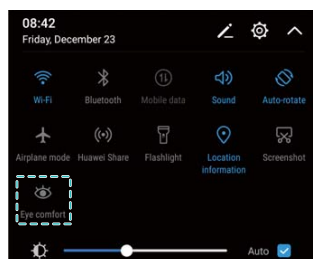 08:42
Friday, December 23
Wi-Fi
Bluetooth
Mobile data
Sound
Auto-rotate
Airplane mode
Huawei Share
Flashlight
Location
information
Screenshot
Eye comfort
Auto